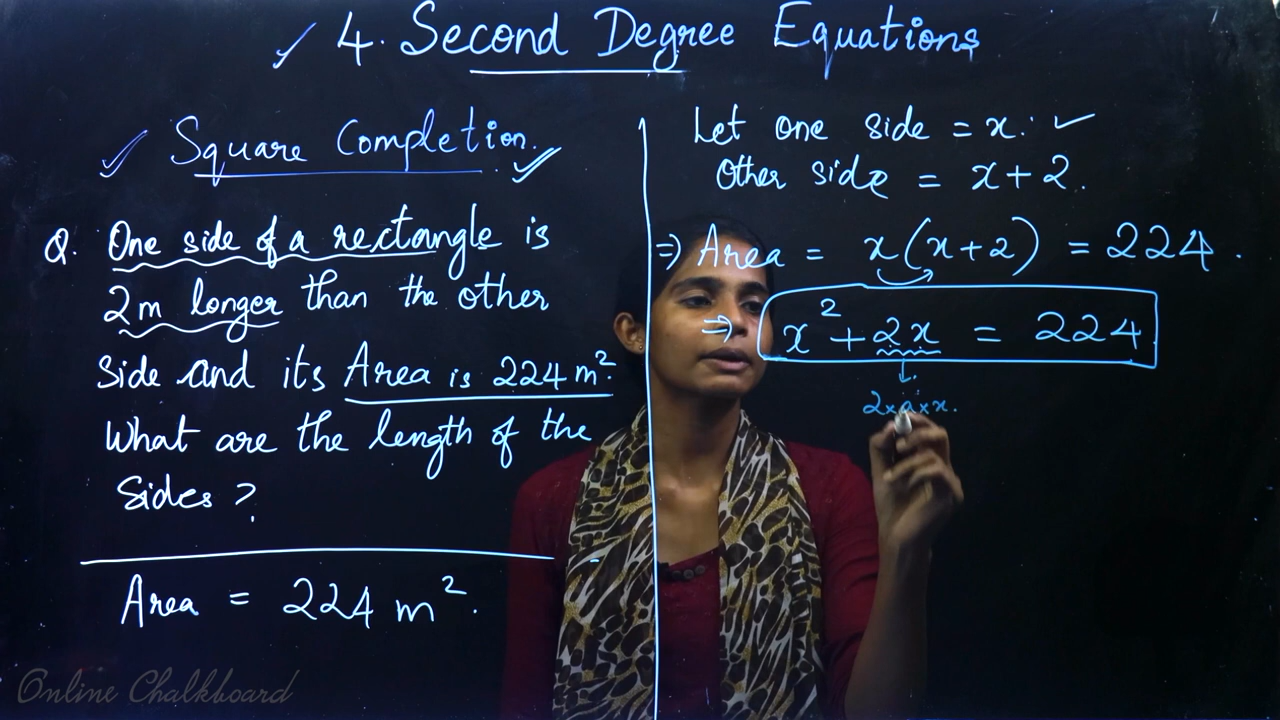 ✓ 4. Second Degree Equations
✓ Square Completion. ✓
Q. One side of a rectangle is
2m longer than the other
side and its Area is 224 m².
What are the length of the
sides?
Area = 224 m².
Let one side = x. ✓
Other side = x + 2.
⇒ Area = x(x + 2) = 224.
⇒ x² + 2x = 224
↓
2×a×x.
Online Chalkboard